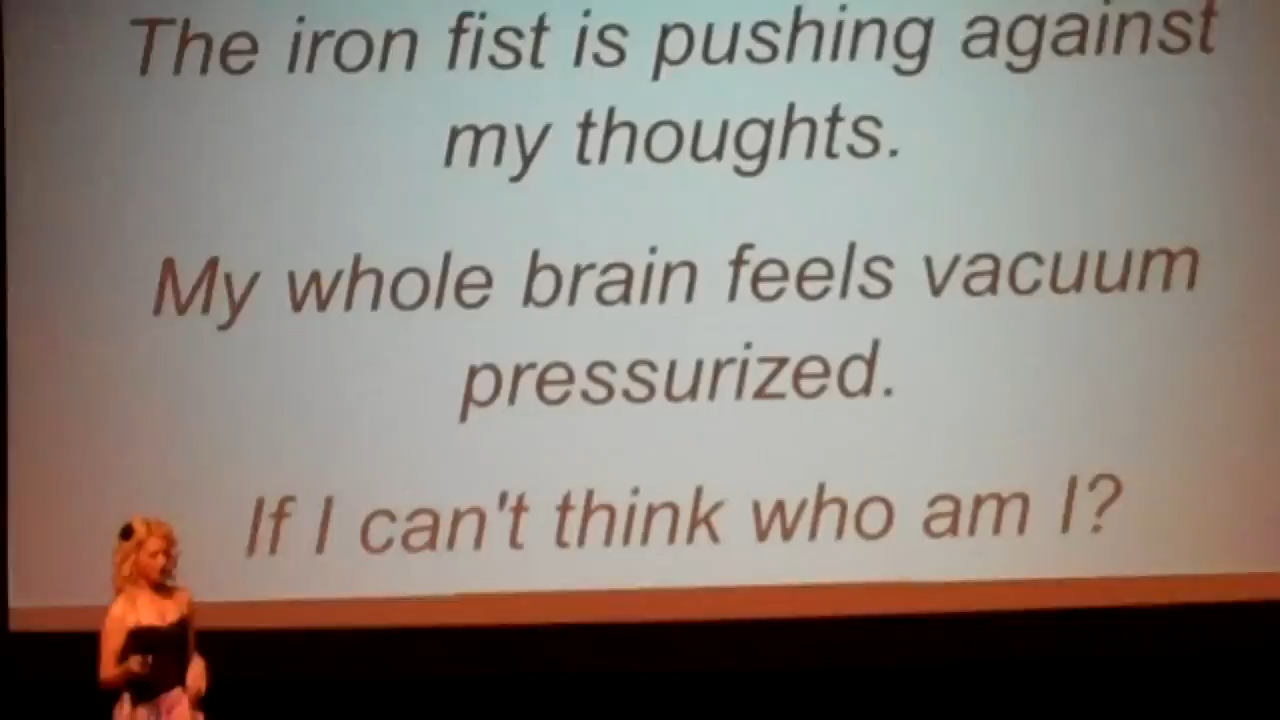 The iron fist is pushing against
my thoughts.
My whole brain feels vacuum
pressurized.
If I can't think who am I?